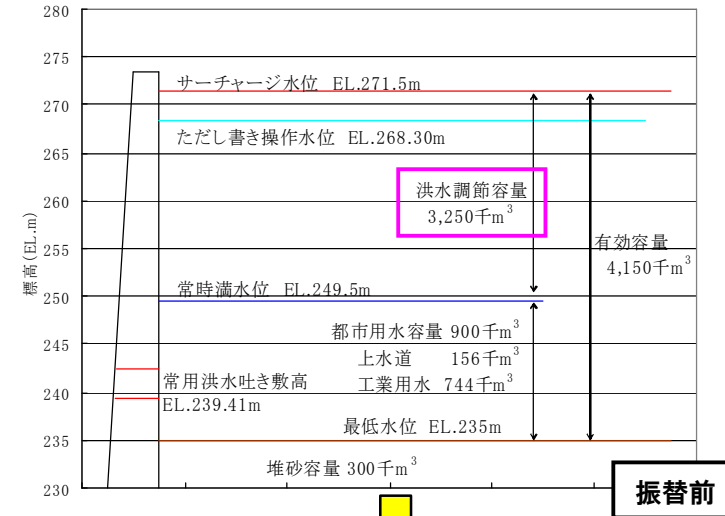 280
275
270
265
260
255
250
245
240
235
230
標高(EL.m)
サーチャージ水位 EL.271.5m
ただし書き操作水位 EL.268.30m
洪水調節容量
3,250千m³
有効容量
4,150千m³
常時満水位 EL.249.5m
都市用水容量 900千m³
上水道 156千m³
工業用水 744千m³
常用洪水吐き敷高
EL.239.41m
最低水位 EL.235m
堆砂容量 300千m³
振替前